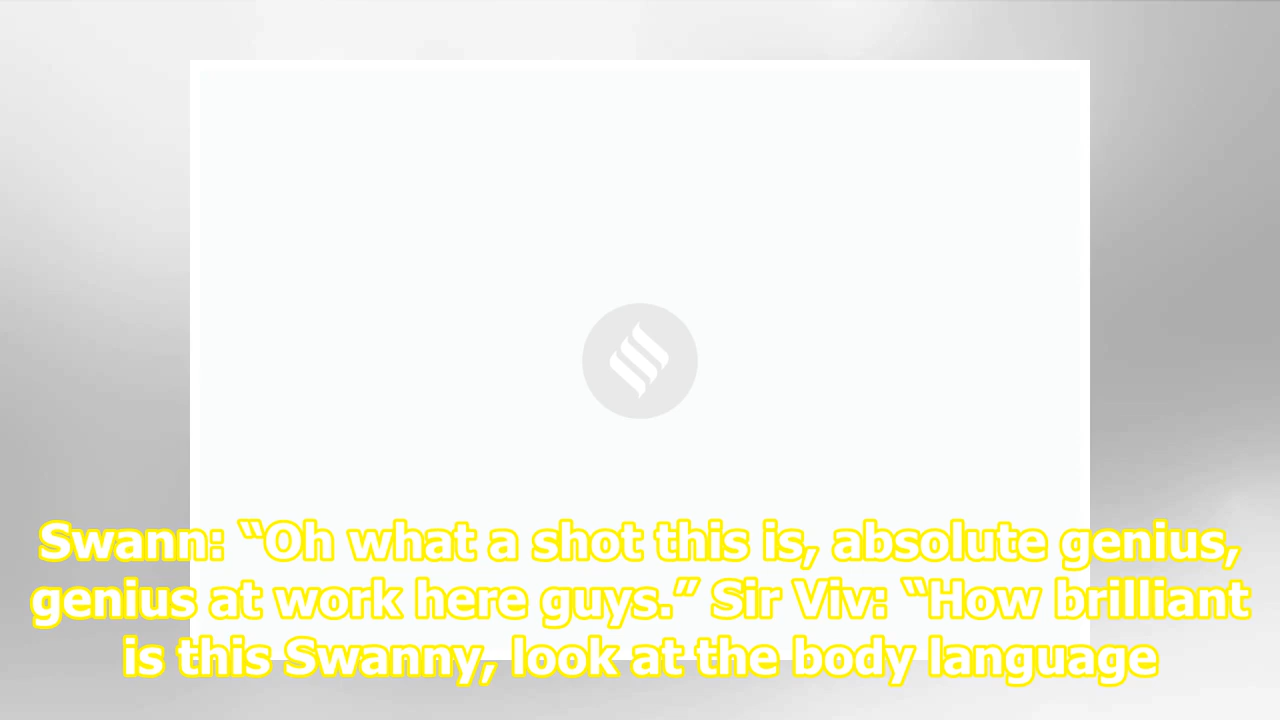 Swann: “Oh what a shot this is, absolute genius,
genius at work here guys.” Sir Viv: “How brilliant
is this Swanny, look at the body language